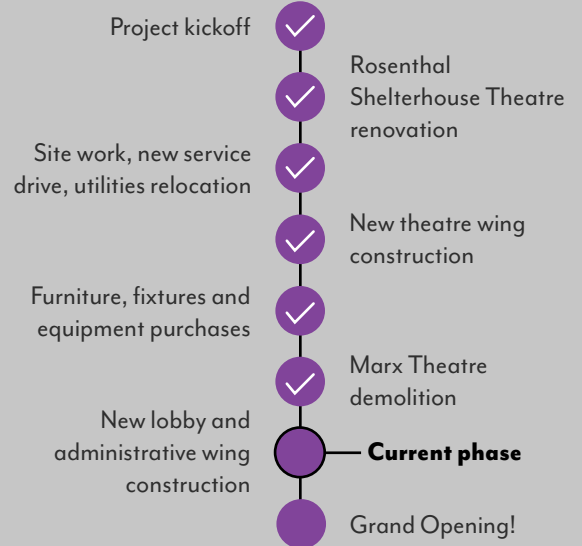 Project kickoff
Rosenthal
Shelterhouse Theatre
renovation
Site work, new service
drive, utilities relocation
New theatre wing
construction
Furniture, fixtures and
equipment purchases
Marx Theatre
demolition
New lobby and
administrative wing
construction
Current phase
Grand Opening!